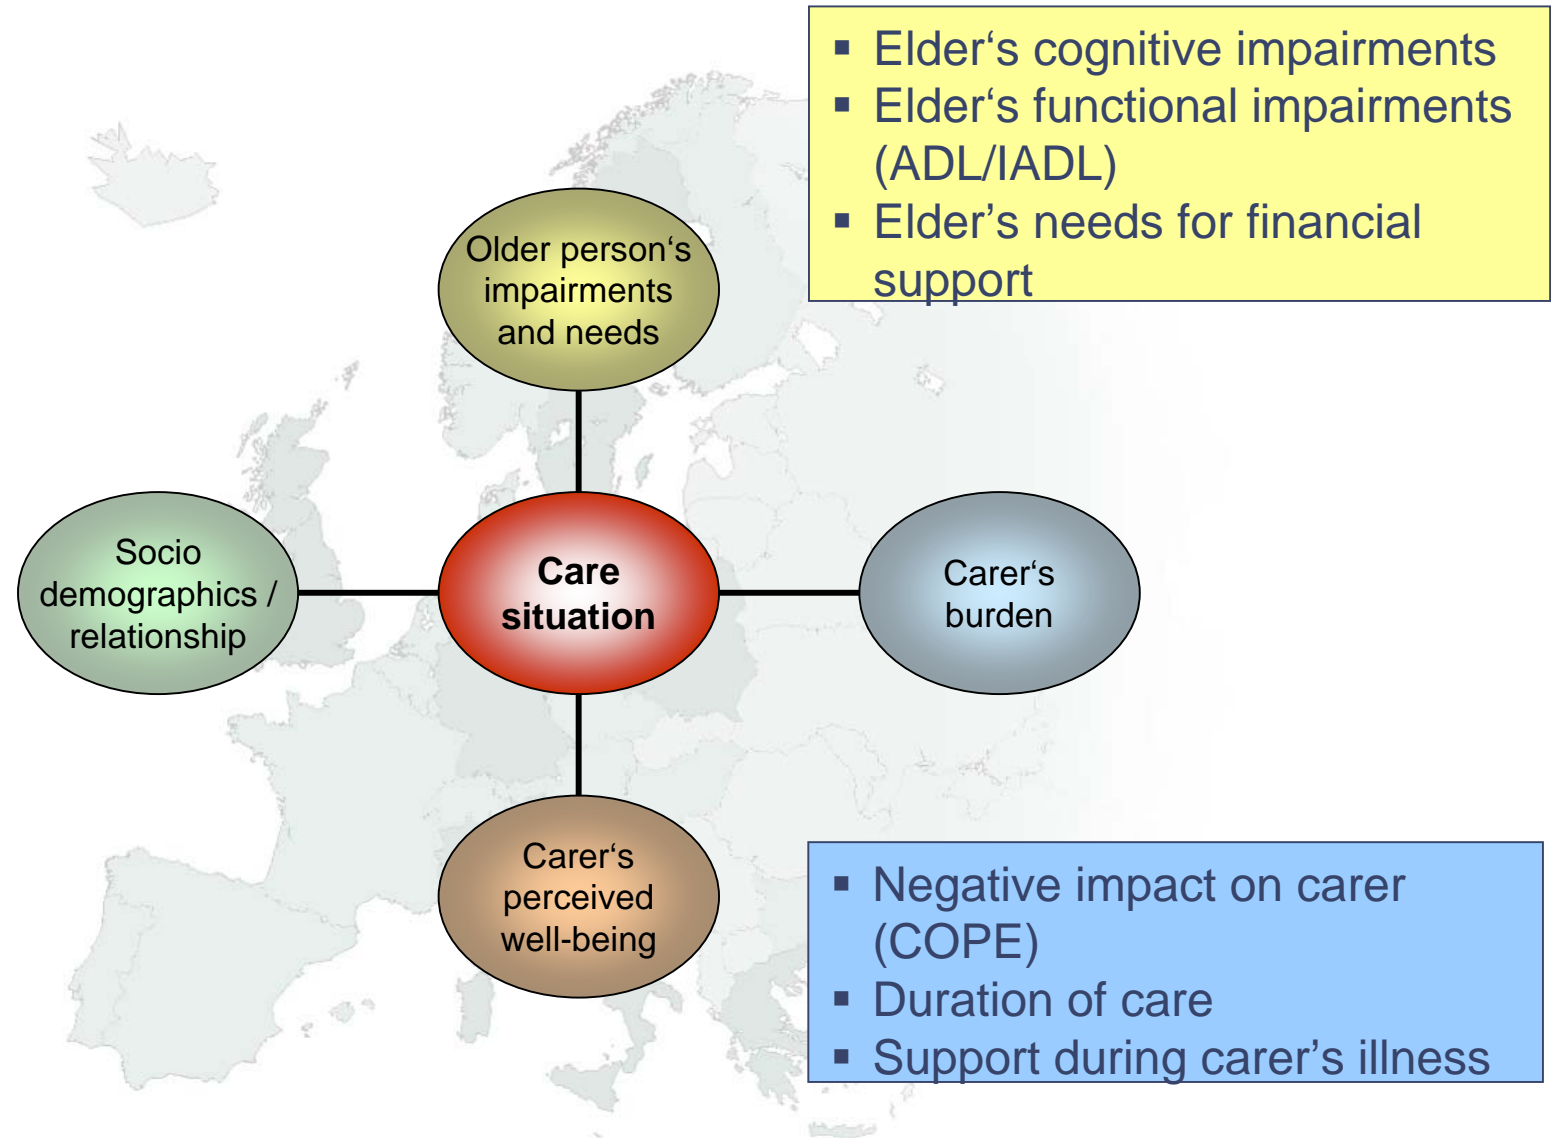 ▪ Elder‘s cognitive impairments
▪ Elder‘s functional impairments
(ADL/IADL)
▪ Elder’s needs for financial
support
Older person‘s
impairments
and needs
Socio
demographics /
relationship
Care
situation
Carer‘s
burden
Carer‘s
perceived
well-being
▪ Negative impact on carer
(COPE)
▪ Duration of care
▪ Support during carer’s illness